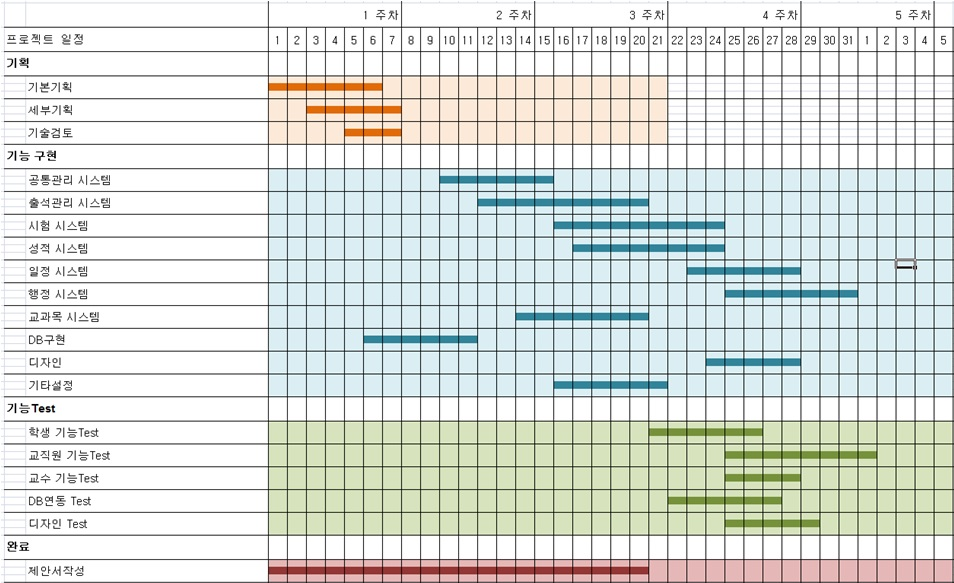 1 주차 2 주차 3 주차 4 주차 5 주차
프로젝트 일정 1 2 3 4 5 6 7 8 9 10 11 12 13 14 15 16 17 18 19 20 21 22 23 24 25 26 27 28 29 30 31 1 2 3 4 5
기획
기본기획
세부기획
기술검토
기능 구현
공통관리 시스템
출석관리 시스템
시험 시스템
성적 시스템
일정 시스템
행정 시스템
교과목 시스템
DB구현
디자인
기타설정
기능Test
학생 기능Test
교직원 기능Test
교수 기능Test
DB연동 Test
디자인 Test
완료
제안서작성